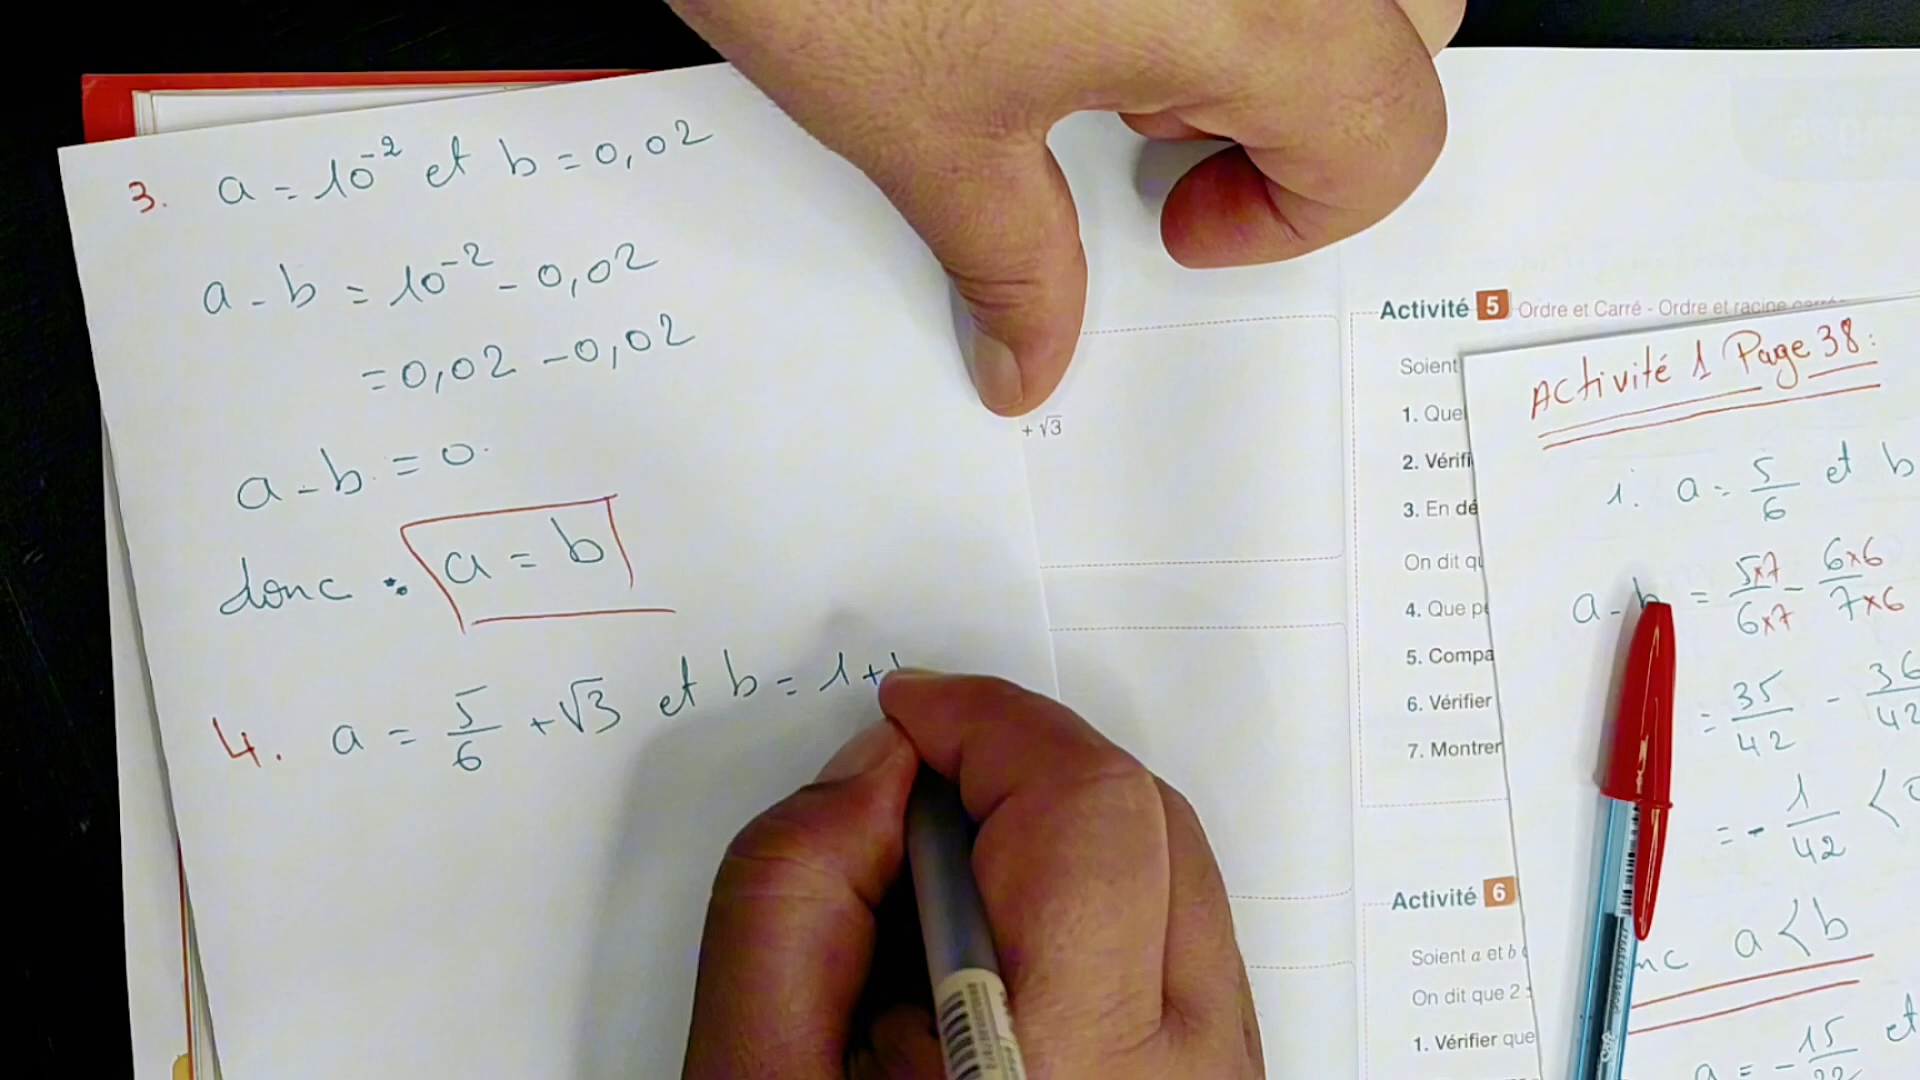 3. a = 10⁻² et b = 0,02
a - b = 10⁻² - 0,02
= 0,02 - 0,02
a - b = 0.
donc : a = b
4. a = 5/6 + √3 et b = 1 +
+ √3
Activité 5 Ordre et Carré - Ordre et racine
Soient
1. Que
2. Vérifi
3. En dé
On dit qu
4. Que p
5. Compa
6. Vérifier
7. Montrer
Activité 6
Soient a et b
On dit que 2
1. Vérifier que
Activité 1 Page 38 :
1. a = 5/6 et b
a - b = 5×7/6×7 - 6×6/7×6
= 35/42 - 36/42
= - 1/42 <
nc a < b
a = - 15/22 et